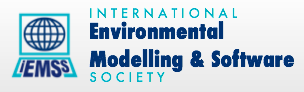 iEMSs
INTERNATIONAL
Environmental
Modelling & Software
SOCIETY